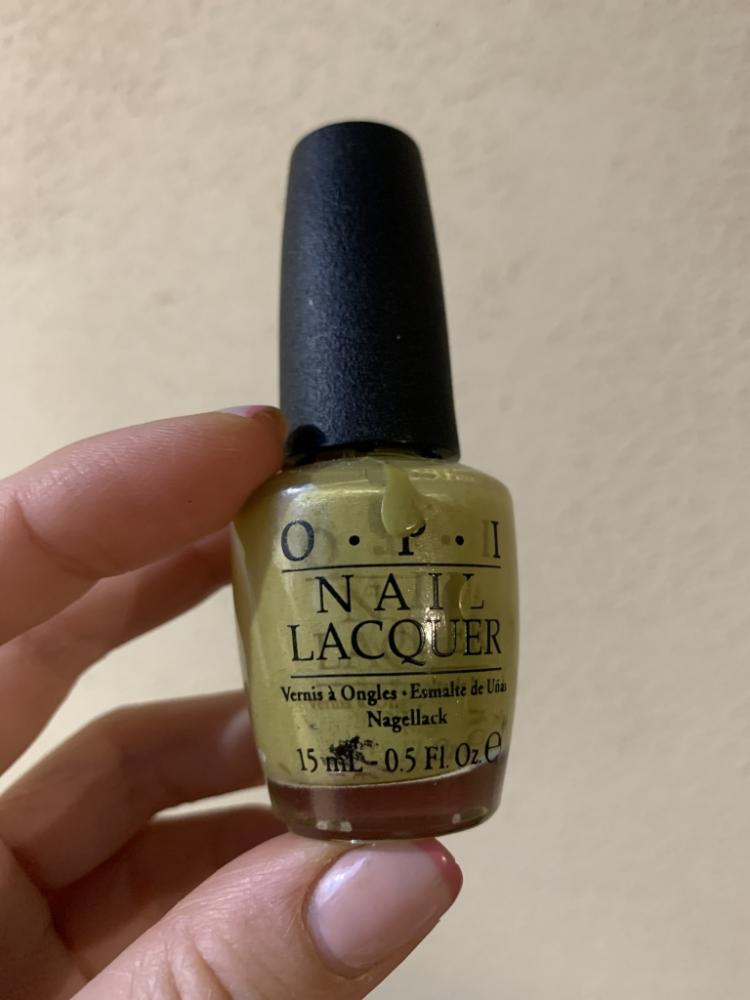 O·P·I
NAIL
LACQUER
Vernis à Ongles · Esmalte de Uñas
Nagellack
15 mL - 0.5 Fl. Oz. ℮